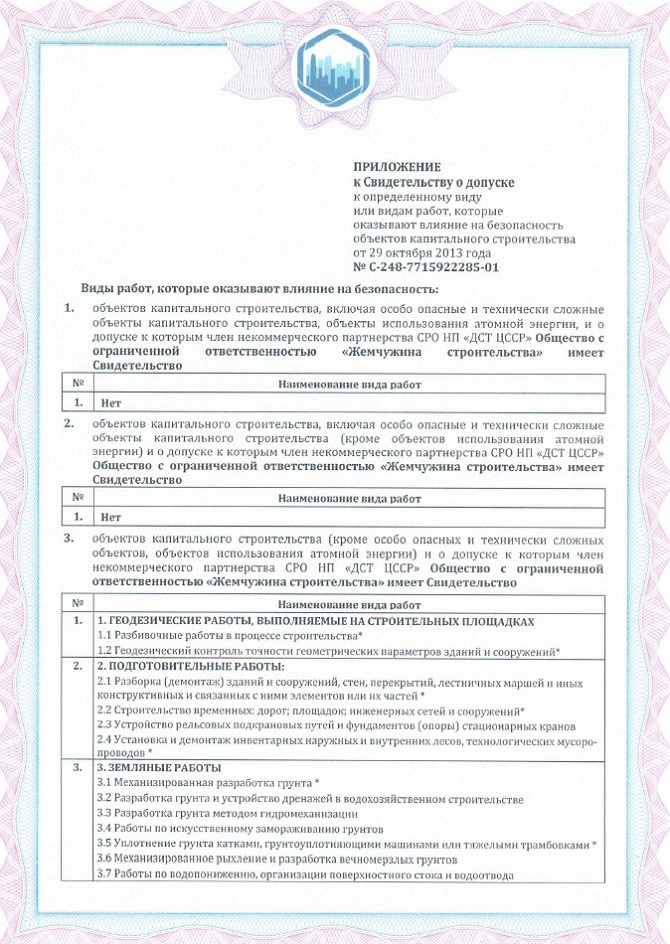 ПРИЛОЖЕНИЕ
к Свидетельству о допуске
к определенному виду
или видам работ, которые
оказывают влияние на безопасность
объектов капитального строительства
от 29 октября 2013 года
№ С-248-7715922285-01
Виды работ, которые оказывают влияние на безопасность:
1. объектов капитального строительства, включая особо опасные и технически сложные
объекты капитального строительства, объекты использования атомной энергии, и о
допуске к которым член некоммерческого партнерства СРО НП «ДСТ ЦССР» Общество с
ограниченной ответственностью «Жемчужина строительства» имеет
Свидетельство
№ Наименование вида работ
1. Нет
2. объектов капитального строительства, включая особо опасные и технически сложные
объекты капитального строительства (кроме объектов использования атомной
энергии) и о допуске к которым член некоммерческого партнерства СРО НП «ДСТ ЦССР»
Общество с ограниченной ответственностью «Жемчужина строительства» имеет
Свидетельство
№ Наименование вида работ
1. Нет
3. объектов капитального строительства (кроме особо опасных и технически сложных
объектов, объектов использования атомной энергии) и о допуске к которым член
некоммерческого партнерства СРО НП «ДСТ ЦССР» Общество с ограниченной
ответственностью «Жемчужина строительства» имеет Свидетельство
№ Наименование вида работ
1. 1. ГЕОДЕЗИЧЕСКИЕ РАБОТЫ, ВЫПОЛНЯЕМЫЕ НА СТРОИТЕЛЬНЫХ ПЛОЩАДКАХ
1.1 Разбивочные работы в процессе строительства*
1.2 Геодезический контроль точности геометрических параметров зданий и сооружений*
2. 2. ПОДГОТОВИТЕЛЬНЫЕ РАБОТЫ:
2.1 Разборка (демонтаж) зданий и сооружений, стен, перекрытий, лестничных маршей и иных
конструктивных и связанных с ними элементов или их частей *
2.2 Строительство временных: дорог; площадок; инженерных сетей и сооружений*
2.3 Устройство рельсовых подкрановых путей и фундаментов (опоры) стационарных кранов
2.4 Установка и демонтаж инвентарных наружных и внутренних лесов, технологических мусоро-
проводов *
3. 3. ЗЕМЛЯНЫЕ РАБОТЫ
3.1 Механизированная разработка грунта *
3.2 Разработка грунта и устройство дренажей в водохозяйственном строительстве
3.3 Разработка грунта методом гидромеханизации
3.4 Работы по искусственному замораживанию грунтов
3.5 Уплотнение грунта катками, грунтоуплотняющими машинами или тяжелыми трамбовками *
3.6 Механизированное рыхление и разработка вечномерзлых грунтов
3.7 Работы по водопонижению, организации поверхностного стока и водоотвода